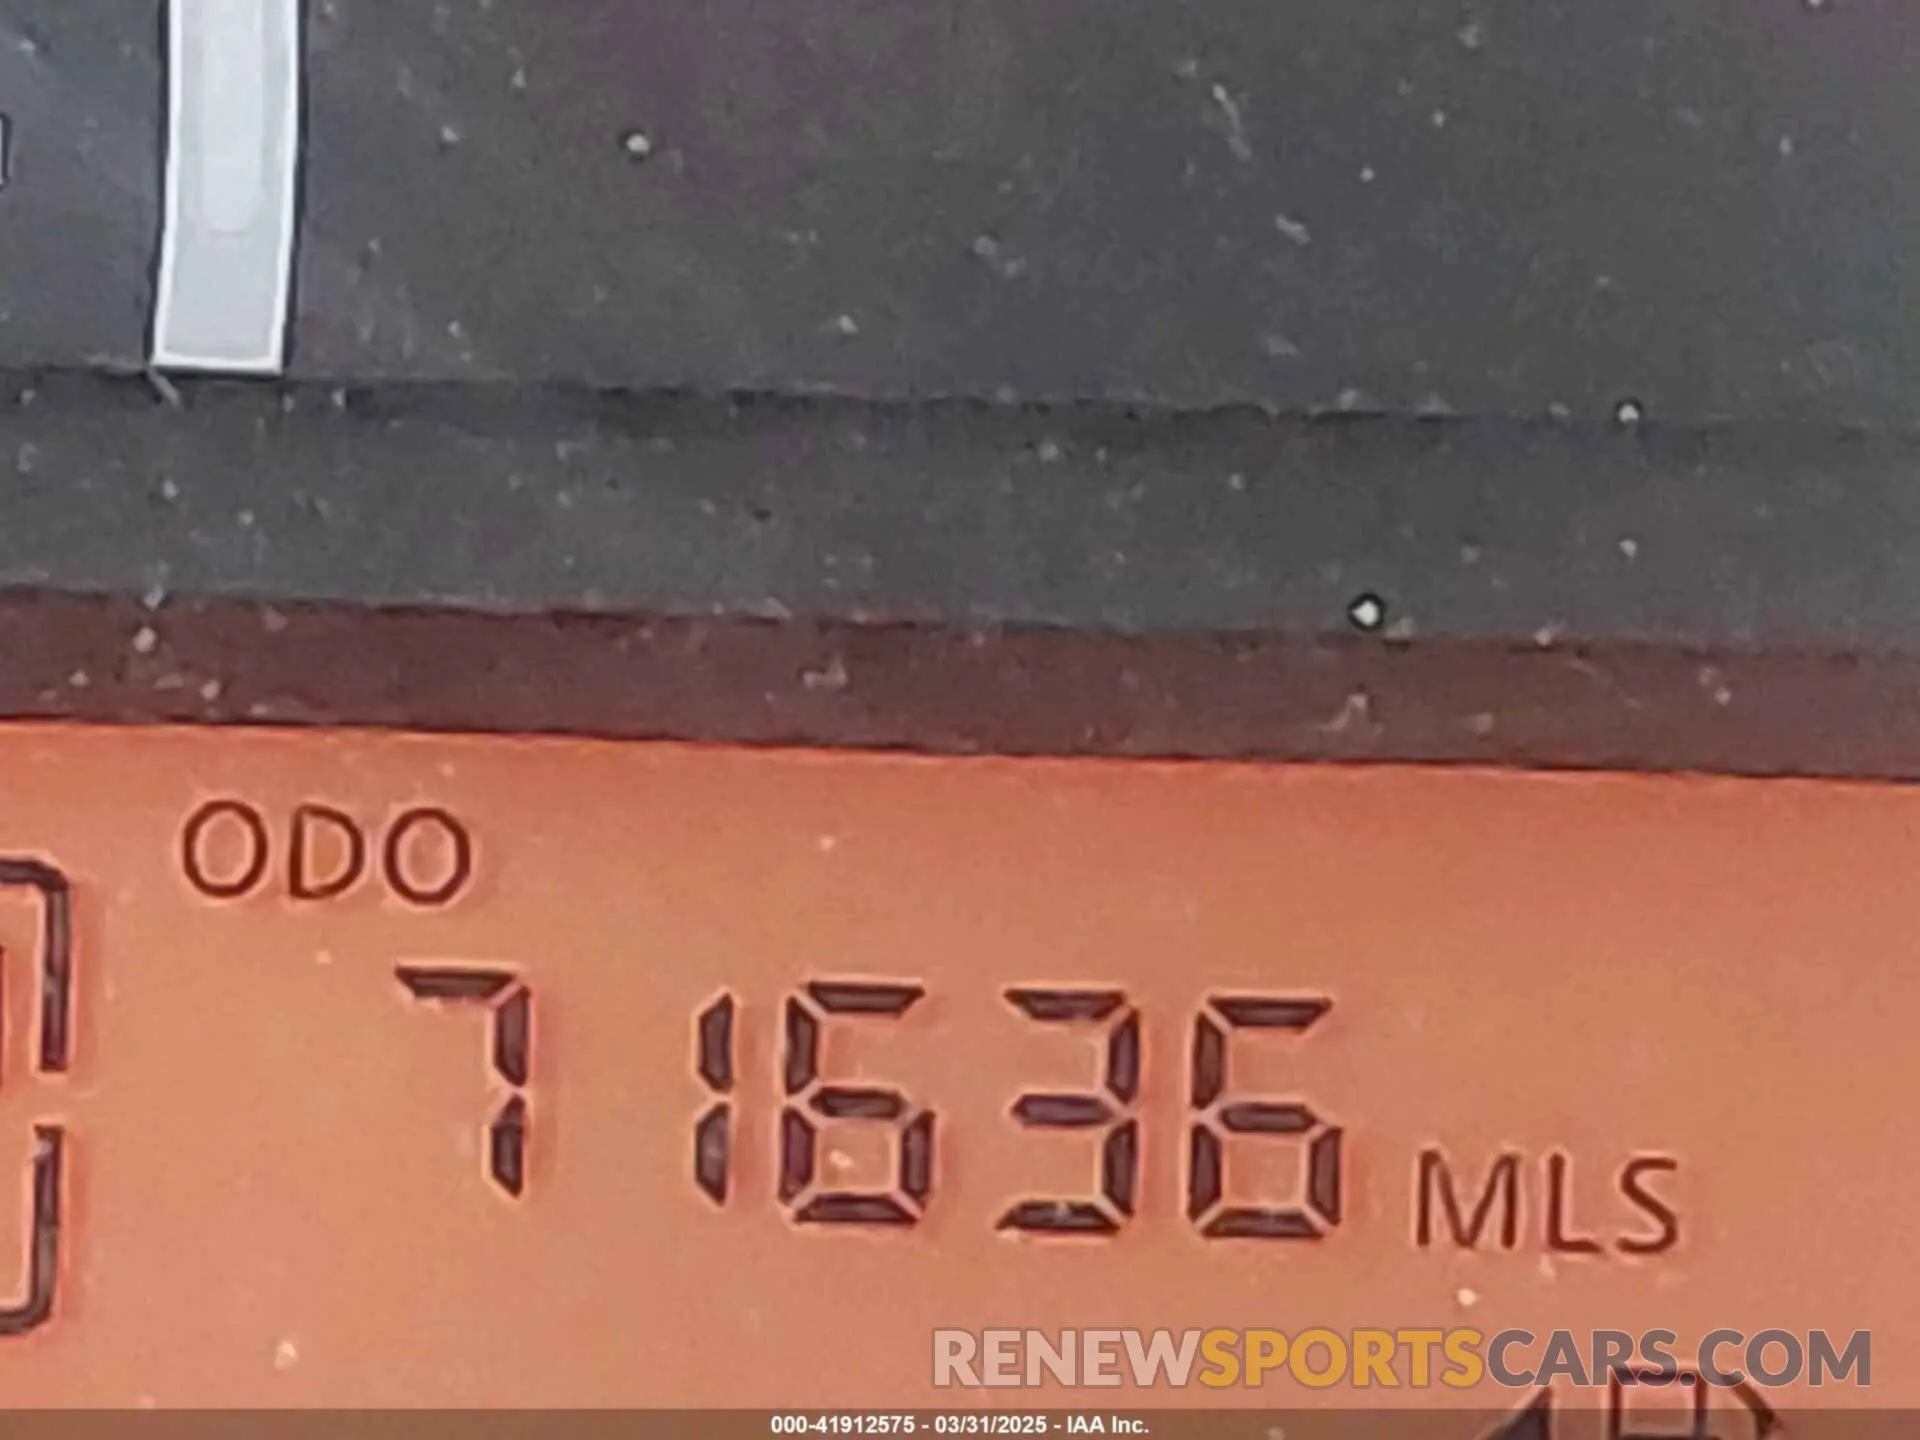 ODO
71636 MLS
RENEWSPORTSCARS.COM
000-41912575 - 03/31/2025 - IAA Inc.